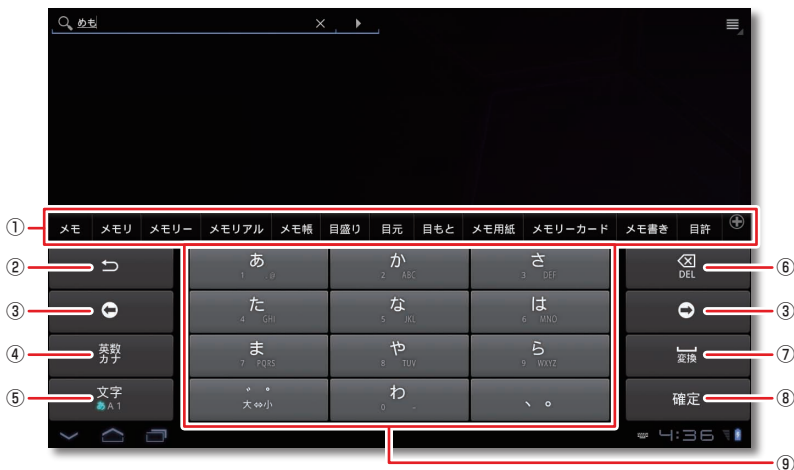 めも
① メモ メモリ メモリー メモリアル メモ帳 目盛り 目元 目もと メモ用紙 メモリーカード メモ書き 目許
② あ 1 @ か 2 ABC さ 3 DEF DEL ⑥
③ た 4 GHI な 5 JKL は 6 MNO ③
④ 英数カナ ま 7 PQRS や 8 TUV ら 9 WXYZ 変換 ⑦
⑤ 文字 あA1 ゛゜ 大⇔小 わ 0 − 、。 確定 ⑧
4:36
⑨